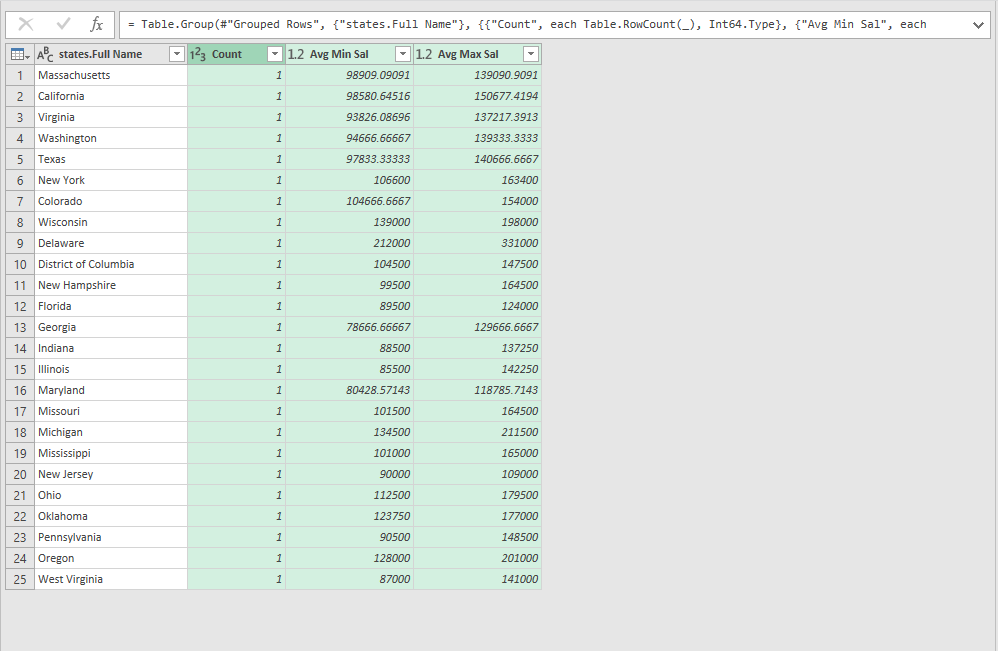 fx = Table.Group(#"Grouped Rows", {"states.Full Name"}, {{"Count", each Table.RowCount(_), Int64.Type}, {"Avg Min Sal", each
ABC states.Full Name 123 Count 1.2 Avg Min Sal 1.2 Avg Max Sal
1 Massachusetts 1 98909.09091 139090.9091
2 California 1 98580.64516 150677.4194
3 Virginia 1 93826.08696 137217.3913
4 Washington 1 94666.66667 139333.3333
5 Texas 1 97833.33333 140666.6667
6 New York 1 106600 163400
7 Colorado 1 104666.6667 154000
8 Wisconsin 1 139000 198000
9 Delaware 1 212000 331000
10 District of Columbia 1 104500 147500
11 New Hampshire 1 99500 164500
12 Florida 1 89500 124000
13 Georgia 1 78666.66667 129666.6667
14 Indiana 1 88500 137250
15 Illinois 1 85500 142250
16 Maryland 1 80428.57143 118785.7143
17 Missouri 1 101500 164500
18 Michigan 1 134500 211500
19 Mississippi 1 101000 165000
20 New Jersey 1 90000 109000
21 Ohio 1 112500 179500
22 Oklahoma 1 123750 177000
23 Pennsylvania 1 90500 148500
24 Oregon 1 128000 201000
25 West Virginia 1 87000 141000